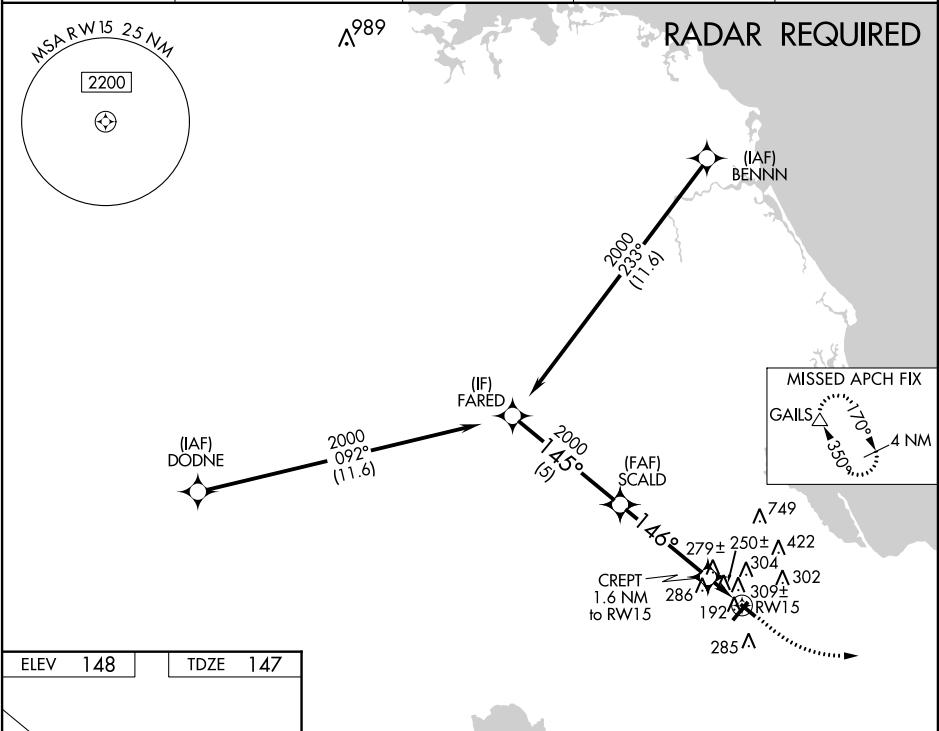 MSA RW15 25 NM
2200
989
RADAR REQUIRED
(IAF)
BENNN
2000
233°
(11.6)
(IF)
FARED
MISSED APCH FIX
GAILS
170°
4 NM
350°
(IAF)
DODNE
2000
092°
(11.6)
2000
145°
(5)
(FAF)
SCALD
146°
749
279±
250±
422
304
302
CREPT
1.6 NM
to RW15
286
309±
192
RW15
285
ELEV 148
TDZE 147